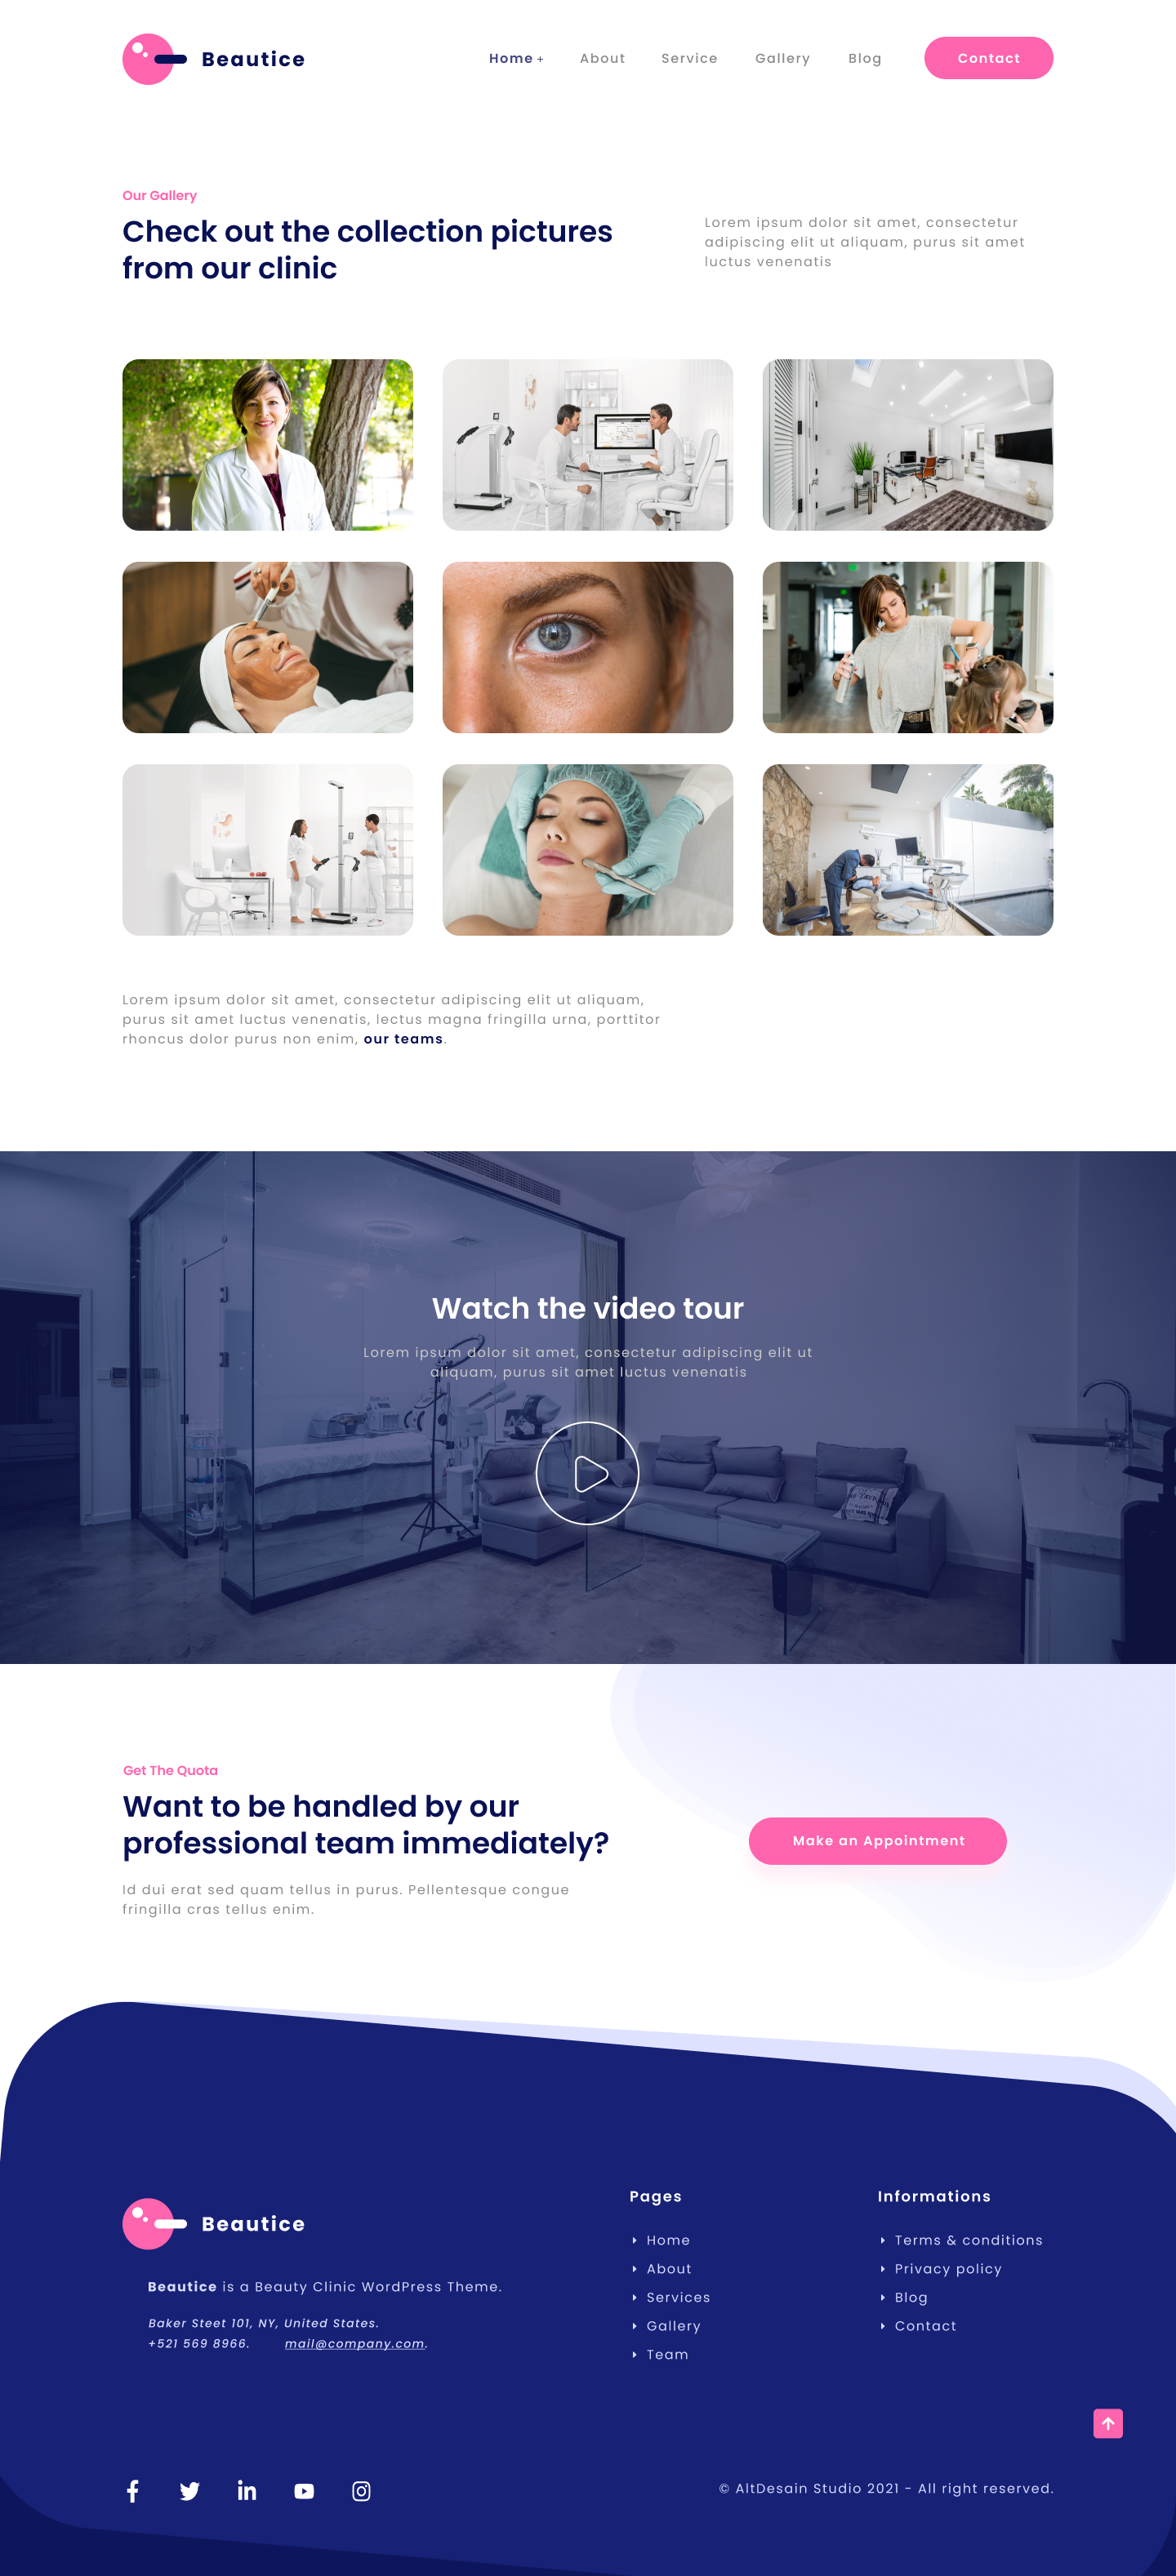 Beautice
Home +
About
Service
Gallery
Blog
Contact
Our Gallery
Check out the collection pictures
from our clinic
Lorem ipsum dolor sit amet, consectetur
adipiscing elit ut aliquam, purus sit amet
luctus venenatis
Lorem ipsum dolor sit amet, consectetur adipiscing elit ut aliquam,
purus sit amet luctus venenatis, lectus magna fringilla urna, porttitor
rhoncus dolor purus non enim, our teams.
Watch the video tour
Lorem ipsum dolor sit amet, consectetur adipiscing elit ut
aliquam, purus sit amet luctus venenatis
Get The Quota
Want to be handled by our
professional team immediately?
Id dui erat sed quam tellus in purus. Pellentesque congue
fringilla cras tellus enim.
Make an Appointment
Beautice
Beautice is a Beauty Clinic WordPress Theme.
Baker Steet 101, NY, United States.
+521 569 8966.
mail@company.com.
Pages
Home
About
Services
Gallery
Team
Informations
Terms & conditions
Privacy policy
Blog
Contact
© AltDesain Studio 2021 - All right reserved.